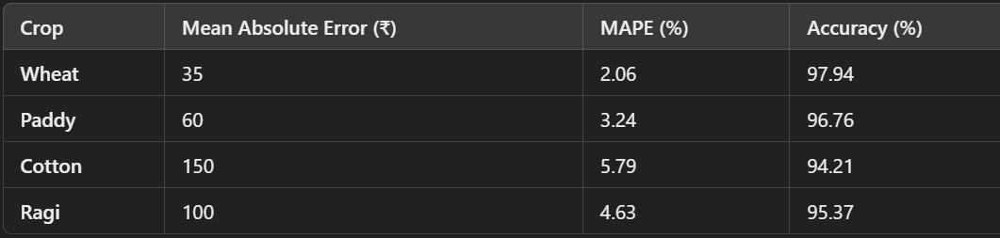 Crop Mean Absolute Error (₹) MAPE (%) Accuracy (%)
Wheat 35 2.06 97.94
Paddy 60 3.24 96.76
Cotton 150 5.79 94.21
Ragi 100 4.63 95.37